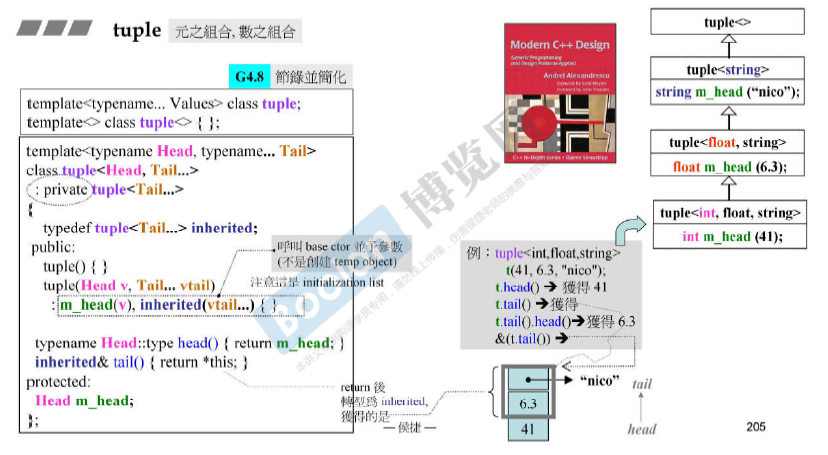 tuple 元之組合, 數之組合
G4.8 節錄並簡化
template<typename... Values> class tuple;
template<> class tuple<> { };
template<typename Head, typename... Tail>
class tuple<Head, Tail...>
: private tuple<Tail...>
{
typedef tuple<Tail...> inherited;
public:
tuple() { }
tuple(Head v, Tail... vtail)
: m_head(v), inherited(vtail...) { }
typename Head::type head() { return m_head; }
inherited& tail() { return *this; }
protected:
Head m_head;
};
呼叫 base ctor 並予參數
(不是創建 temp object)
注意這是 initialization list
return 後
轉型為 inherited,
獲得的是
— 侯捷 —
Modern C++ Design
Generic Programming
and Design Patterns Applied
Andrei Alexandrescu
Foreword by Scott Meyers
Foreword by John Vlissides
C++ In-Depth Series • Bjarne Stroustrup
tuple<>
tuple<string>
string m_head ("nico");
tuple<float, string>
float m_head (6.3);
tuple<int, float, string>
int m_head (41);
例：tuple<int,float,string>
t(41, 6.3, "nico");
t.head() ➔ 獲得 41
t.tail() ➔ 獲得
t.tail().head() ➔ 獲得 6.3
&(t.tail()) ➔
"nico"
6.3
41
tail
head
205
Boolan 博览网